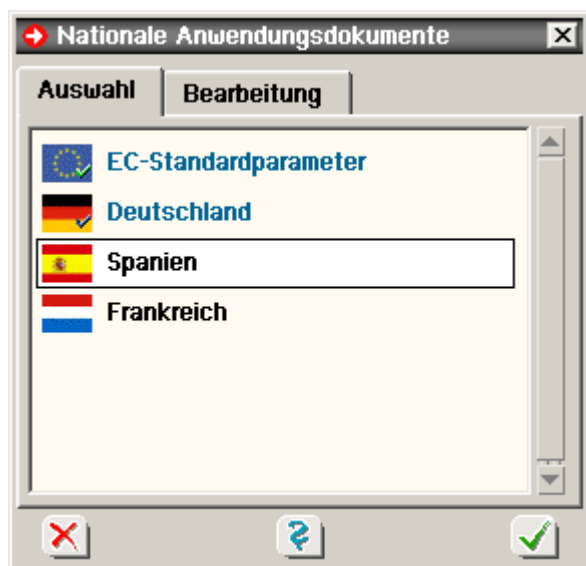 Nationale Anwendungsdokumente
Auswahl Bearbeitung
EC-Standardparameter
Deutschland
Spanien
Frankreich